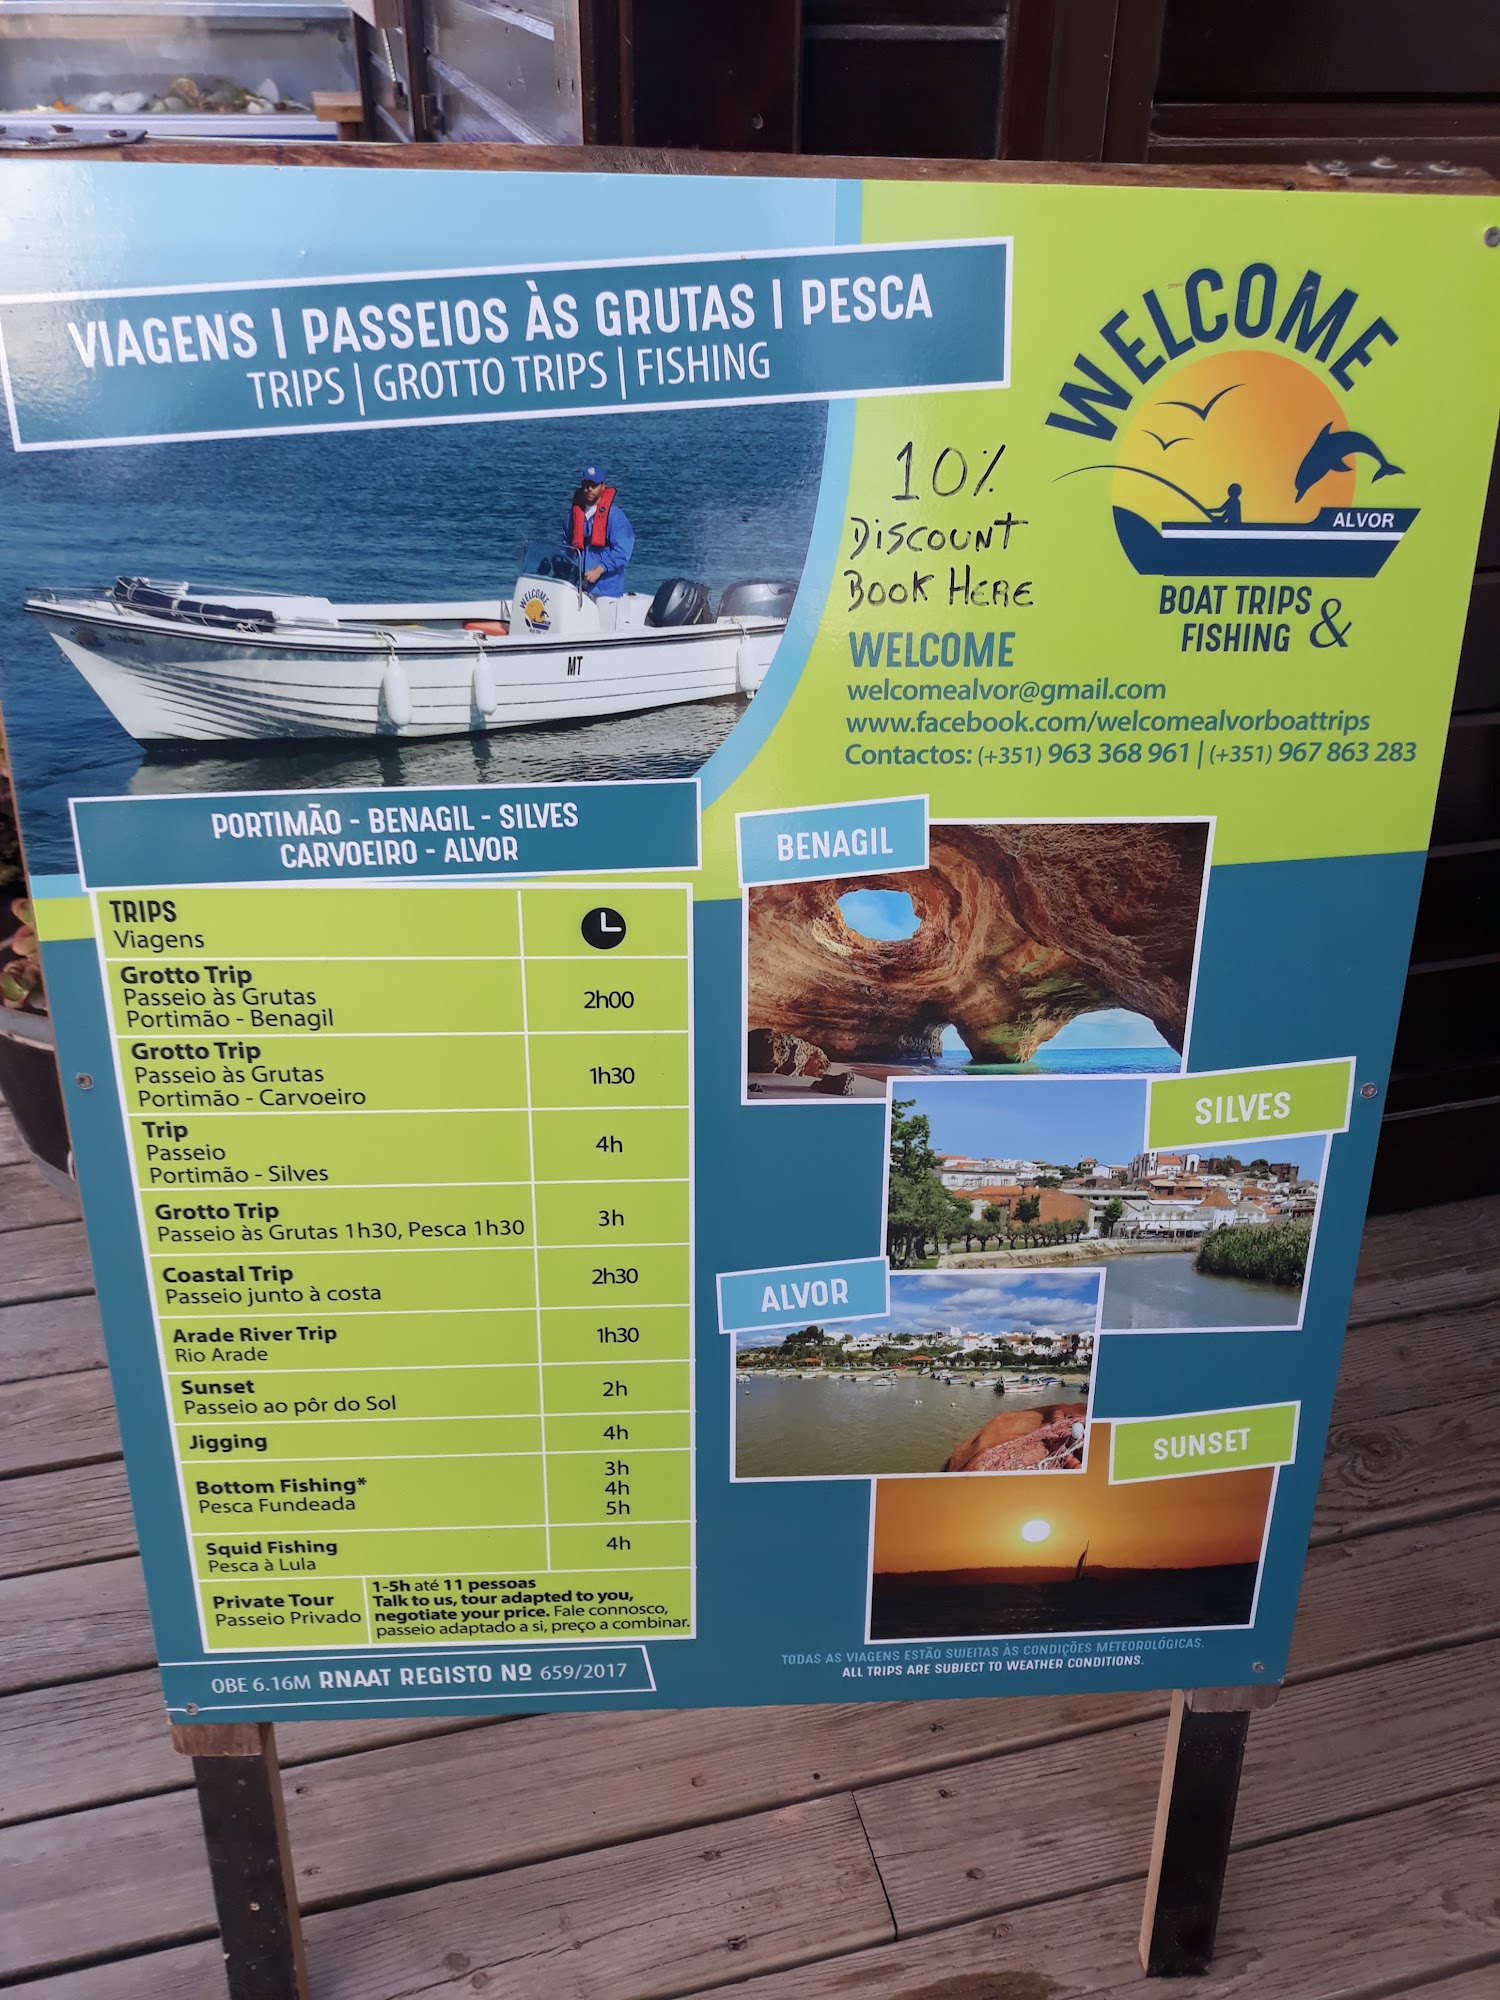 VIAGENS | PASSEIOS ÀS GRUTAS | PESCA
TRIPS | GROTTO TRIPS | FISHING
WELCOME
ALVOR
BOAT TRIPS &
FISHING
10%
DISCOUNT
BOOK HERE
WELCOME
welcomealvor@gmail.com
www.facebook.com/welcomealvorboattrips
Contactos: (+351) 963 368 961 | (+351) 967 863 283
WELCOME
MT
PORTIMÃO - BENAGIL - SILVES
CARVOEIRO - ALVOR
TRIPS
Viagens
Grotto Trip
Passeio às Grutas
Portimão - Benagil
2h00
Grotto Trip
Passeio às Grutas
Portimão - Carvoeiro
1h30
Trip
Passeio
Portimão - Silves
4h
Grotto Trip
Passeio às Grutas 1h30, Pesca 1h30
3h
Coastal Trip
Passeio junto à costa
2h30
Arade River Trip
Rio Arade
1h30
Sunset
Passeio ao pôr do Sol
2h
Jigging
4h
Bottom Fishing*
Pesca Fundeada
3h
4h
5h
Squid Fishing
Pesca à Lula
4h
Private Tour
Passeio Privado
1-5h até 11 pessoas
Talk to us, tour adapted to you,
negotiate your price. Fale connosco,
passeio adaptado a si, preço a combinar.
OBE 6.16M RNAAT REGISTO Nº 659/2017
BENAGIL
SILVES
ALVOR
SUNSET
TODAS AS VIAGENS ESTÃO SUJEITAS ÀS CONDIÇÕES METEOROLÓGICAS.
ALL TRIPS ARE SUBJECT TO WEATHER CONDITIONS.